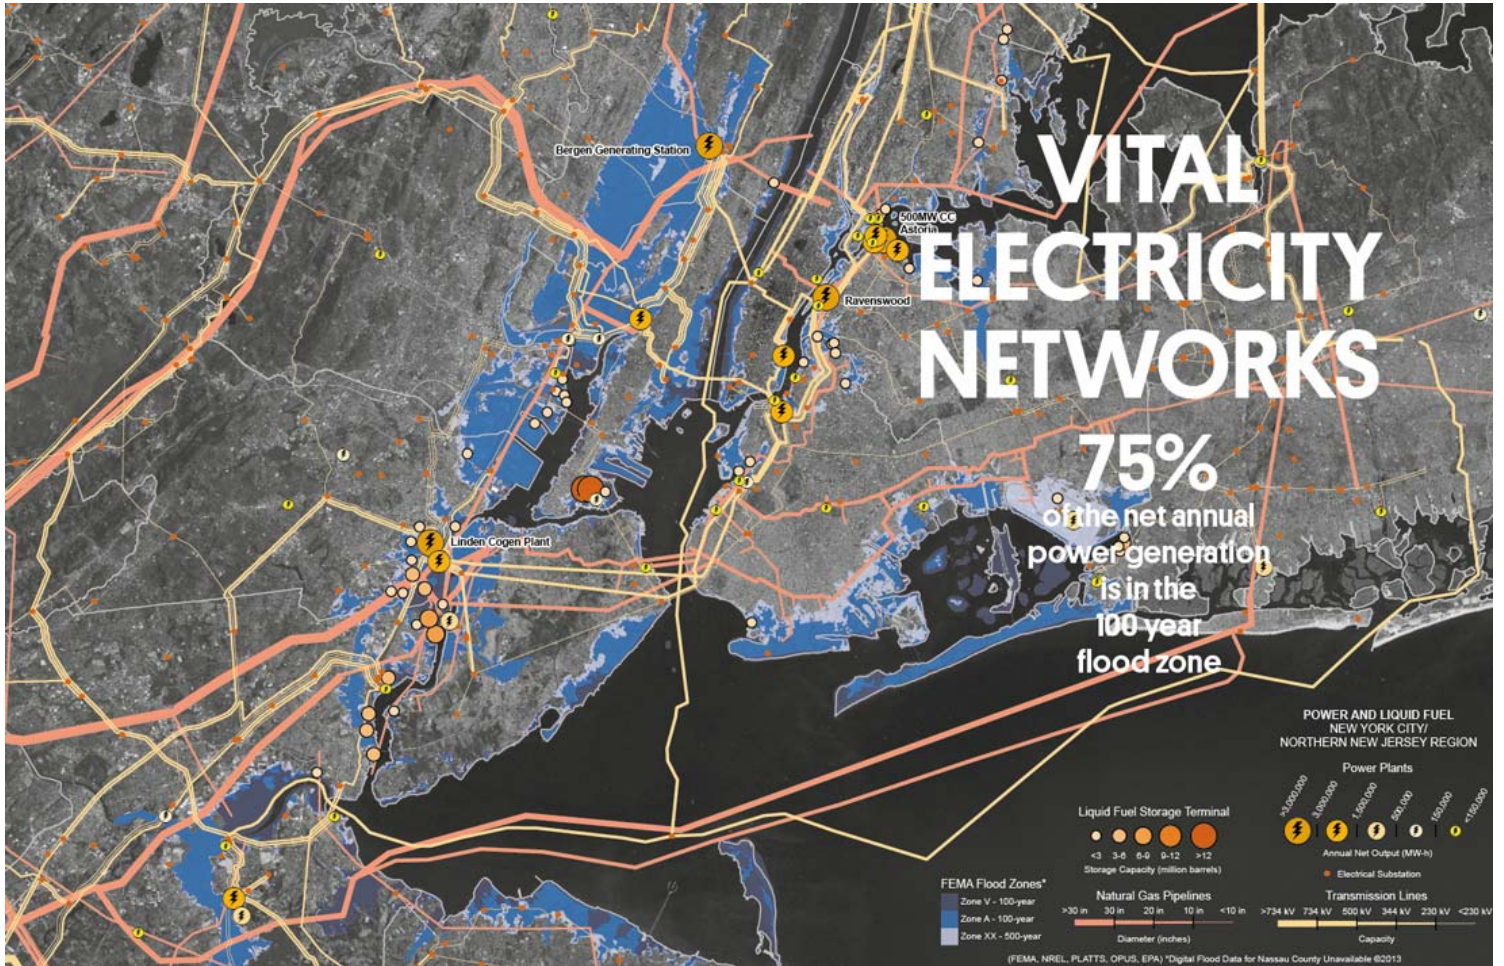 VITAL
ELECTRICITY
NETWORKS
75%
of the net annual
power generation
is in the
100 year
flood zone
Bergen Generating Station
500MW CC
Astoria
Ravenswood
Linden Cogen Plant
POWER AND LIQUID FUEL
NEW YORK CITY/
NORTHERN NEW JERSEY REGION
Power Plants
>3,000,000 3,000,000 1,500,000 500,000 150,000 <150,000
Annual Net Output (MW-h)
Electrical Substation
Liquid Fuel Storage Terminal
<3 3-6 6-9 9-12 >12
Storage Capacity (million barrels)
Natural Gas Pipelines
>30 in 30 in 20 in 10 in <10 in
Diameter (inches)
Transmission Lines
>734 kV 734 kV 500 kV 344 kV 230 kV <230 kV
Capacity
FEMA Flood Zones*
Zone V - 100-year
Zone A - 100-year
Zone XX - 500-year
(FEMA, NREL, PLATTS, OPUS, EPA) *Digital Flood Data for Nassau County Unavailable ©2013